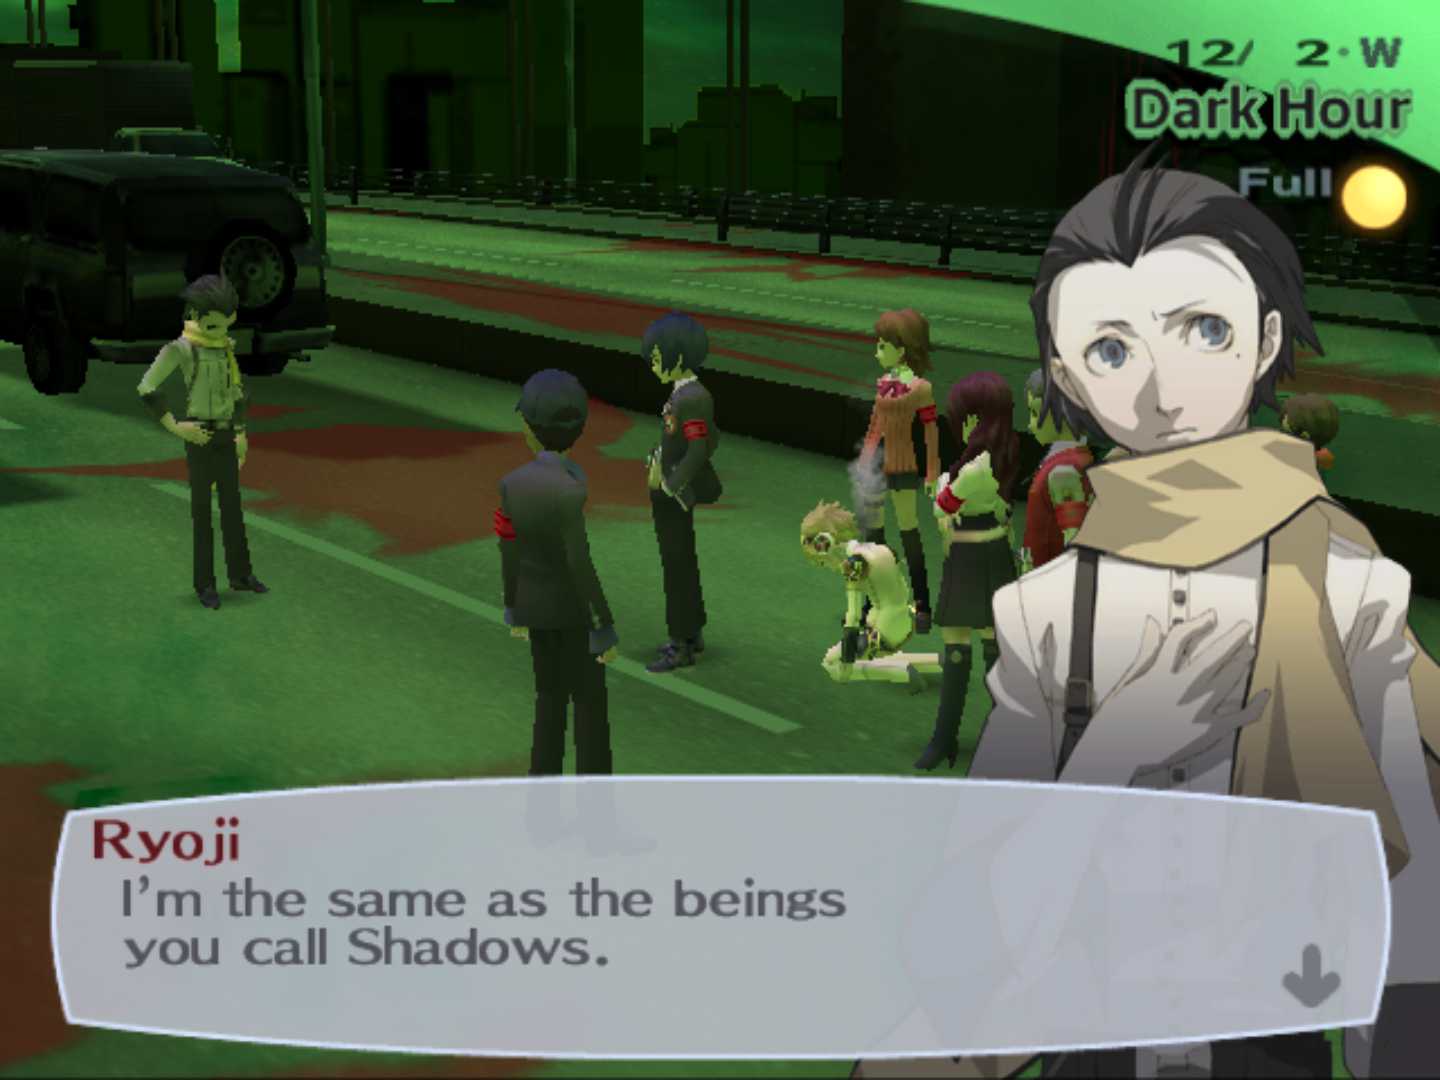 12/ 2·W
Dark Hour
Full
Ryoji
I'm the same as the beings
you call Shadows.